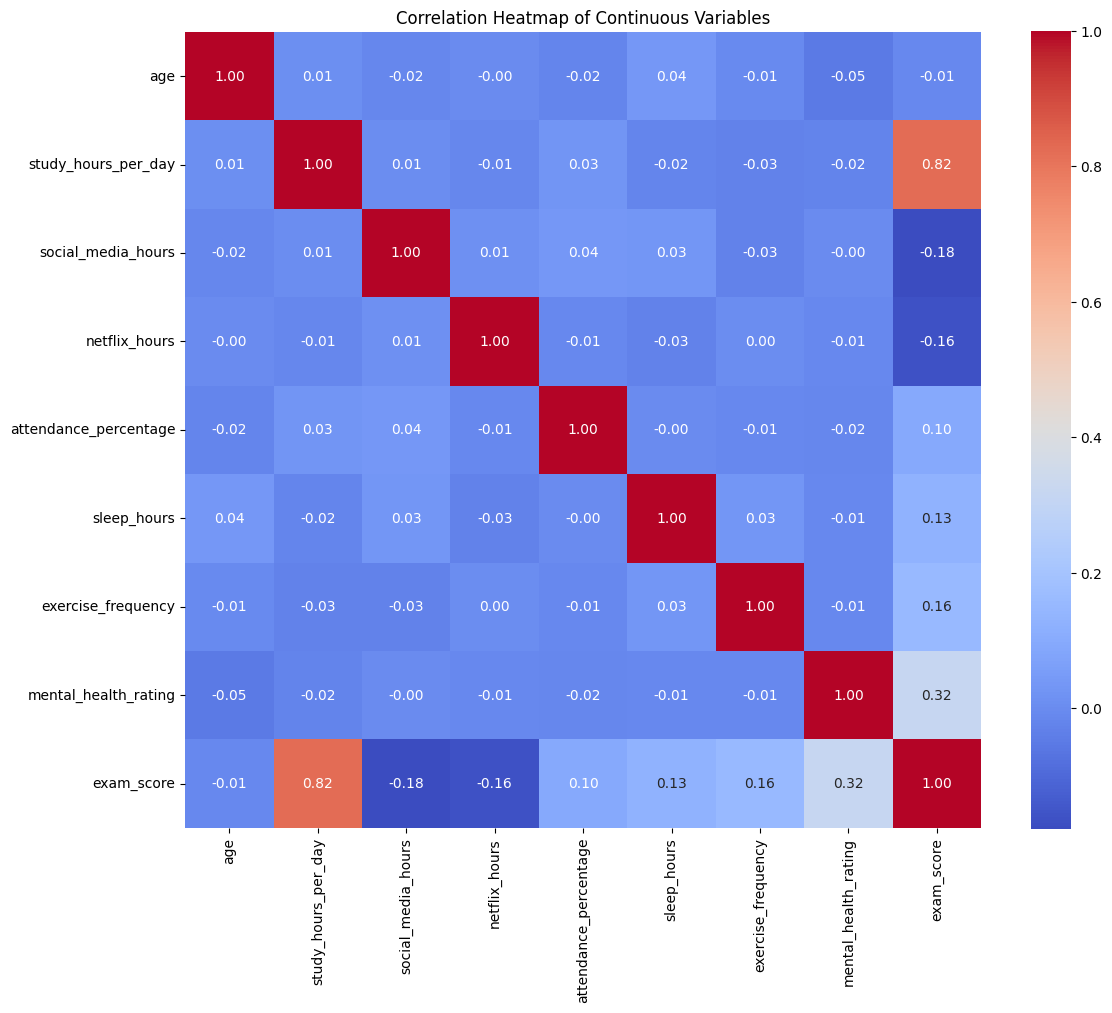 Correlation Heatmap of Continuous Variables
age 1.00 0.01 -0.02 -0.00 -0.02 0.04 -0.01 -0.05 -0.01
study_hours_per_day 0.01 1.00 0.01 -0.01 0.03 -0.02 -0.03 -0.02 0.82
social_media_hours -0.02 0.01 1.00 0.01 0.04 0.03 -0.03 -0.00 -0.18
netflix_hours -0.00 -0.01 0.01 1.00 -0.01 -0.03 0.00 -0.01 -0.16
attendance_percentage -0.02 0.03 0.04 -0.01 1.00 -0.00 -0.01 -0.02 0.10
sleep_hours 0.04 -0.02 0.03 -0.03 -0.00 1.00 0.03 -0.01 0.13
exercise_frequency -0.01 -0.03 -0.03 0.00 -0.01 0.03 1.00 -0.01 0.16
mental_health_rating -0.05 -0.02 -0.00 -0.01 -0.02 -0.01 -0.01 1.00 0.32
exam_score -0.01 0.82 -0.18 -0.16 0.10 0.13 0.16 0.32 1.00
age
study_hours_per_day
social_media_hours
netflix_hours
attendance_percentage
sleep_hours
exercise_frequency
mental_health_rating
exam_score
1.0
0.8
0.6
0.4
0.2
0.0